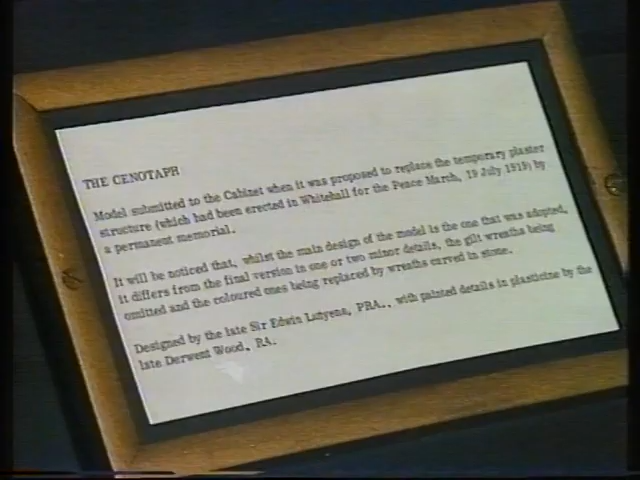 THE CENOTAPH
Model submitted to the Cabinet when it was proposed to replace the temporary plaster
structure (which had been erected in Whitehall for the Peace March, 19 July 1919) by
a permanent memorial.
It will be noticed that, whilst the main design of the model is the one that was adopted,
it differs from the final version in one or two minor details, the gilt wreaths being
omitted and the coloured ones being replaced by wreaths carved in stone.
Designed by the late Sir Edwin Lutyens, PRA., with painted details in plasticine by the
late Derwent Wood, RA.